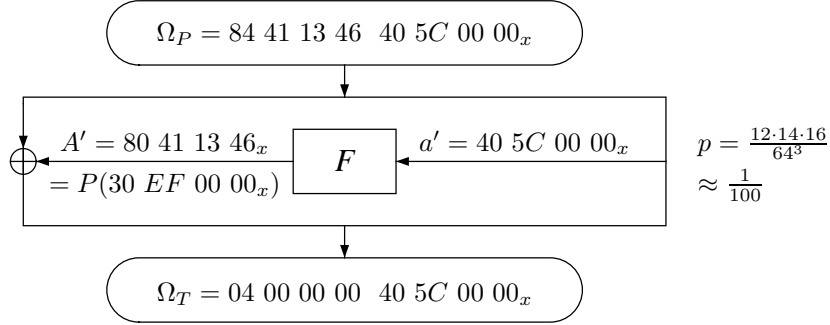 Ω_P = 84 41 13 46 40 5C 00 00_x
A′ = 80 41 13 46_x
= P(30 EF 00 00_x)
F
a′ = 40 5C 00 00_x
p = 12·14·16/64^3
≈ 1/100
Ω_T = 04 00 00 00 40 5C 00 00_x